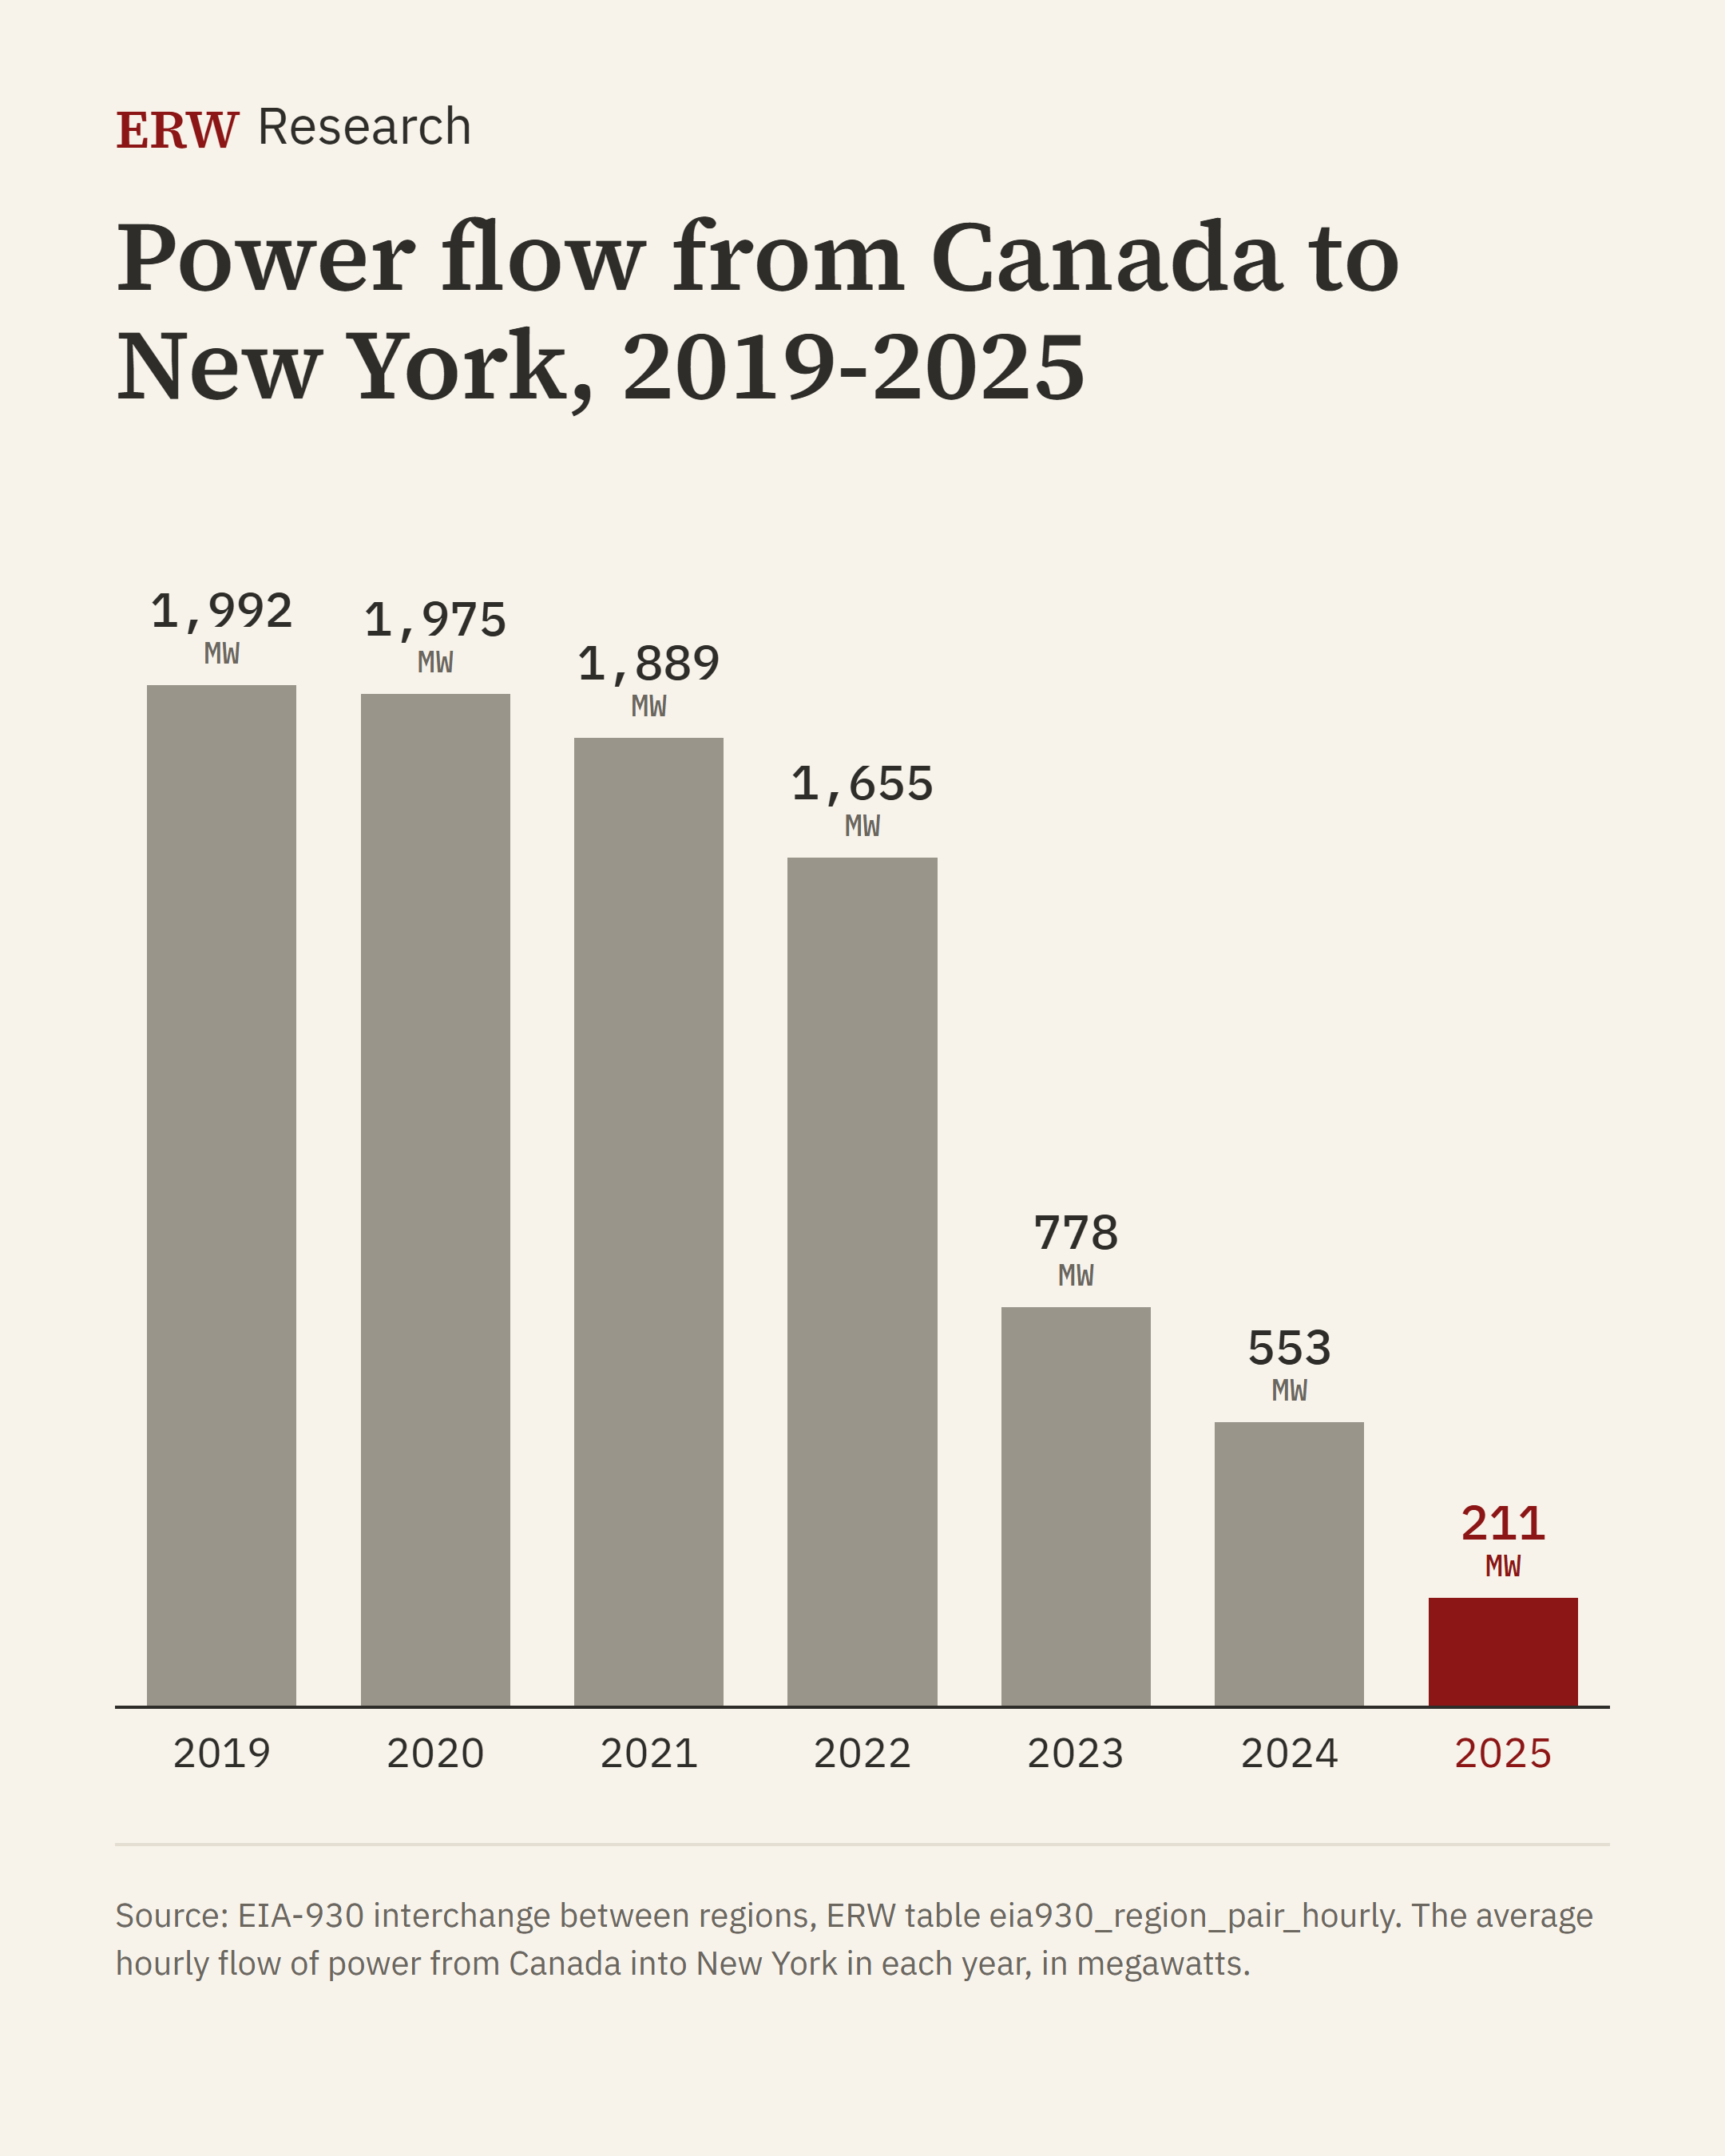 ERW Research
Power flow from Canada to
New York, 2019-2025
1,992
MW
1,975
MW
1,889
MW
1,655
MW
778
MW
553
MW
211
MW
2019 2020 2021 2022 2023 2024 2025
Source: EIA-930 interchange between regions, ERW table eia930_region_pair_hourly. The average
hourly flow of power from Canada into New York in each year, in megawatts.